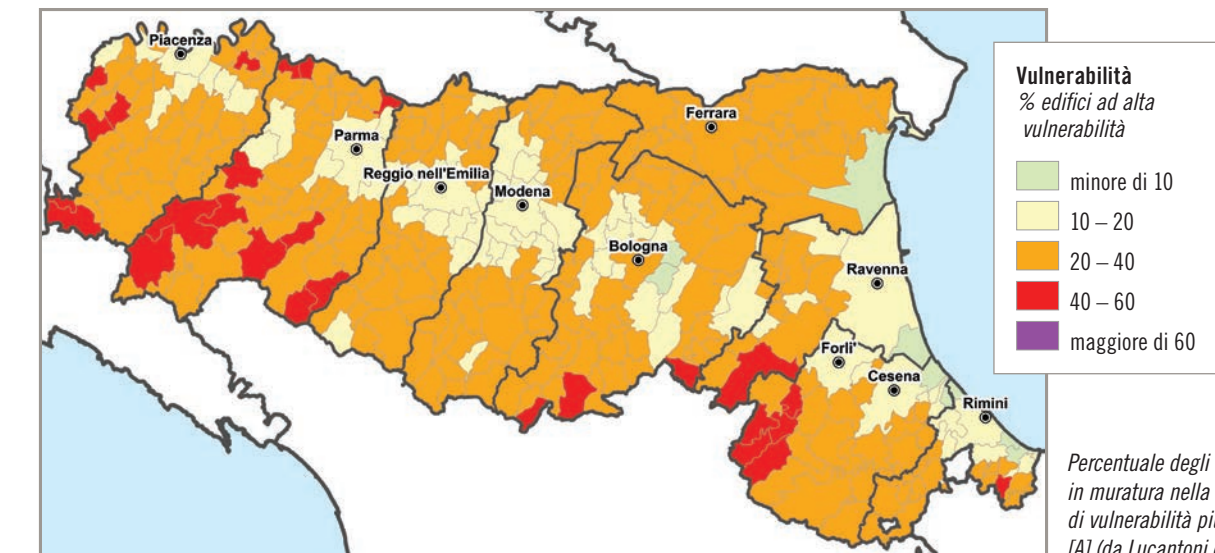 Piacenza
Parma
Reggio nell'Emilia
Modena
Ferrara
Bologna
Ravenna
Forli'
Cesena
Rimini
Vulnerabilità
% edifici ad alta
vulnerabilità
minore di 10
10 – 20
20 – 40
40 – 60
maggiore di 60
Percentuale degli
in muratura nella
di vulnerabilità più
[A] (da Lucantoni